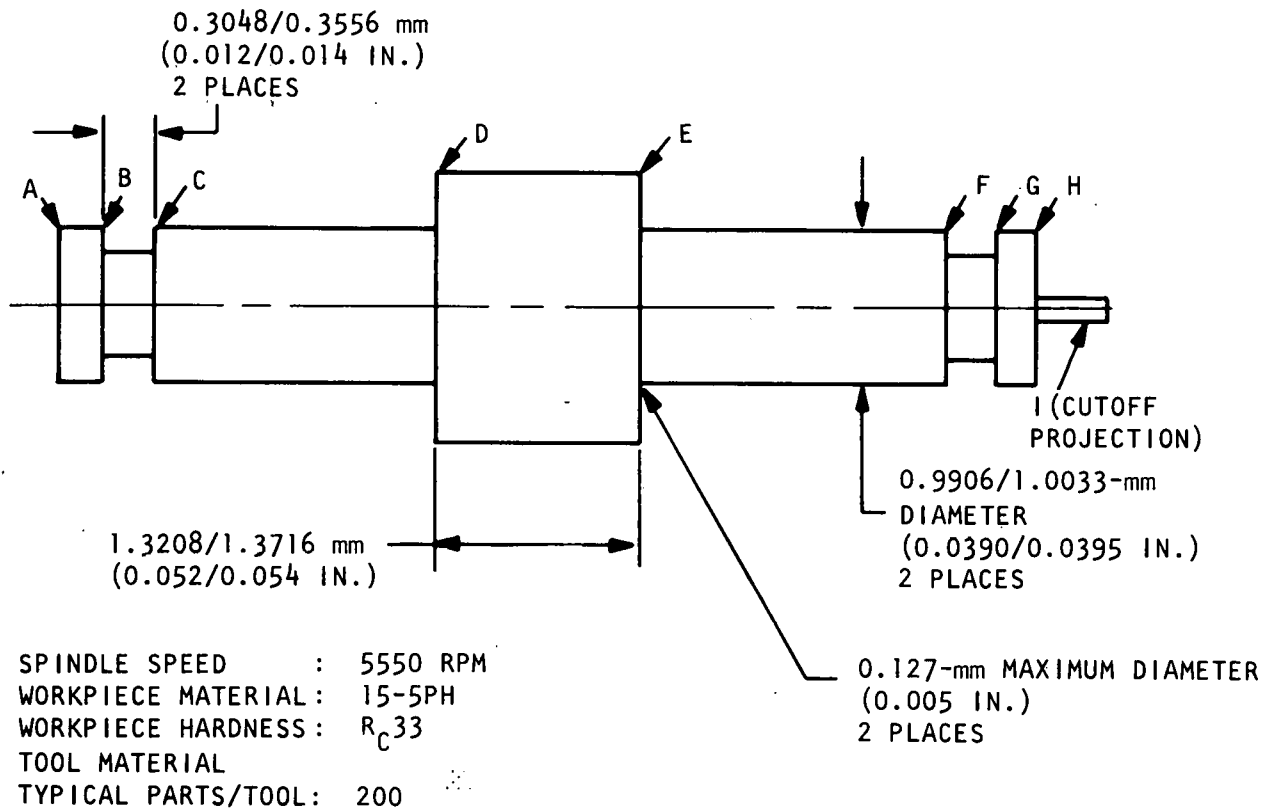 0.3048/0.3556 mm
(0.012/0.014 IN.)
2 PLACES
A
B
C
D
E
F
G
H
I (CUTOFF
PROJECTION)
0.9906/1.0033-mm
DIAMETER
(0.0390/0.0395 IN.)
2 PLACES
1.3208/1.3716 mm
(0.052/0.054 IN.)
0.127-mm MAXIMUM DIAMETER
(0.005 IN.)
2 PLACES
SPINDLE SPEED : 5550 RPM
WORKPIECE MATERIAL: 15-5PH
WORKPIECE HARDNESS: RC33
TOOL MATERIAL
TYPICAL PARTS/TOOL: 200